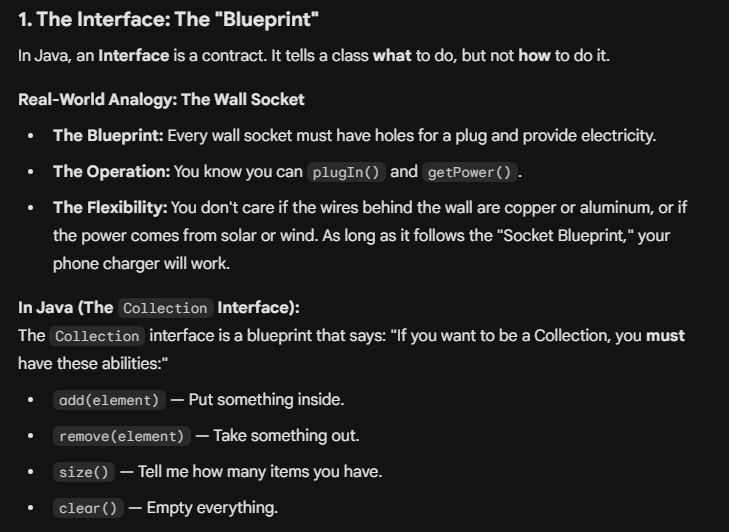 1. The Interface: The "Blueprint"
In Java, an Interface is a contract. It tells a class what to do, but not how to do it.
Real-World Analogy: The Wall Socket
• The Blueprint: Every wall socket must have holes for a plug and provide electricity.
• The Operation: You know you can plugIn() and getPower().
• The Flexibility: You don't care if the wires behind the wall are copper or aluminum, or if
the power comes from solar or wind. As long as it follows the "Socket Blueprint," your
phone charger will work.
In Java (The Collection Interface):
The Collection interface is a blueprint that says: "If you want to be a Collection, you must
have these abilities:"
• add(element) — Put something inside.
• remove(element) — Take something out.
• size() — Tell me how many items you have.
• clear() — Empty everything.